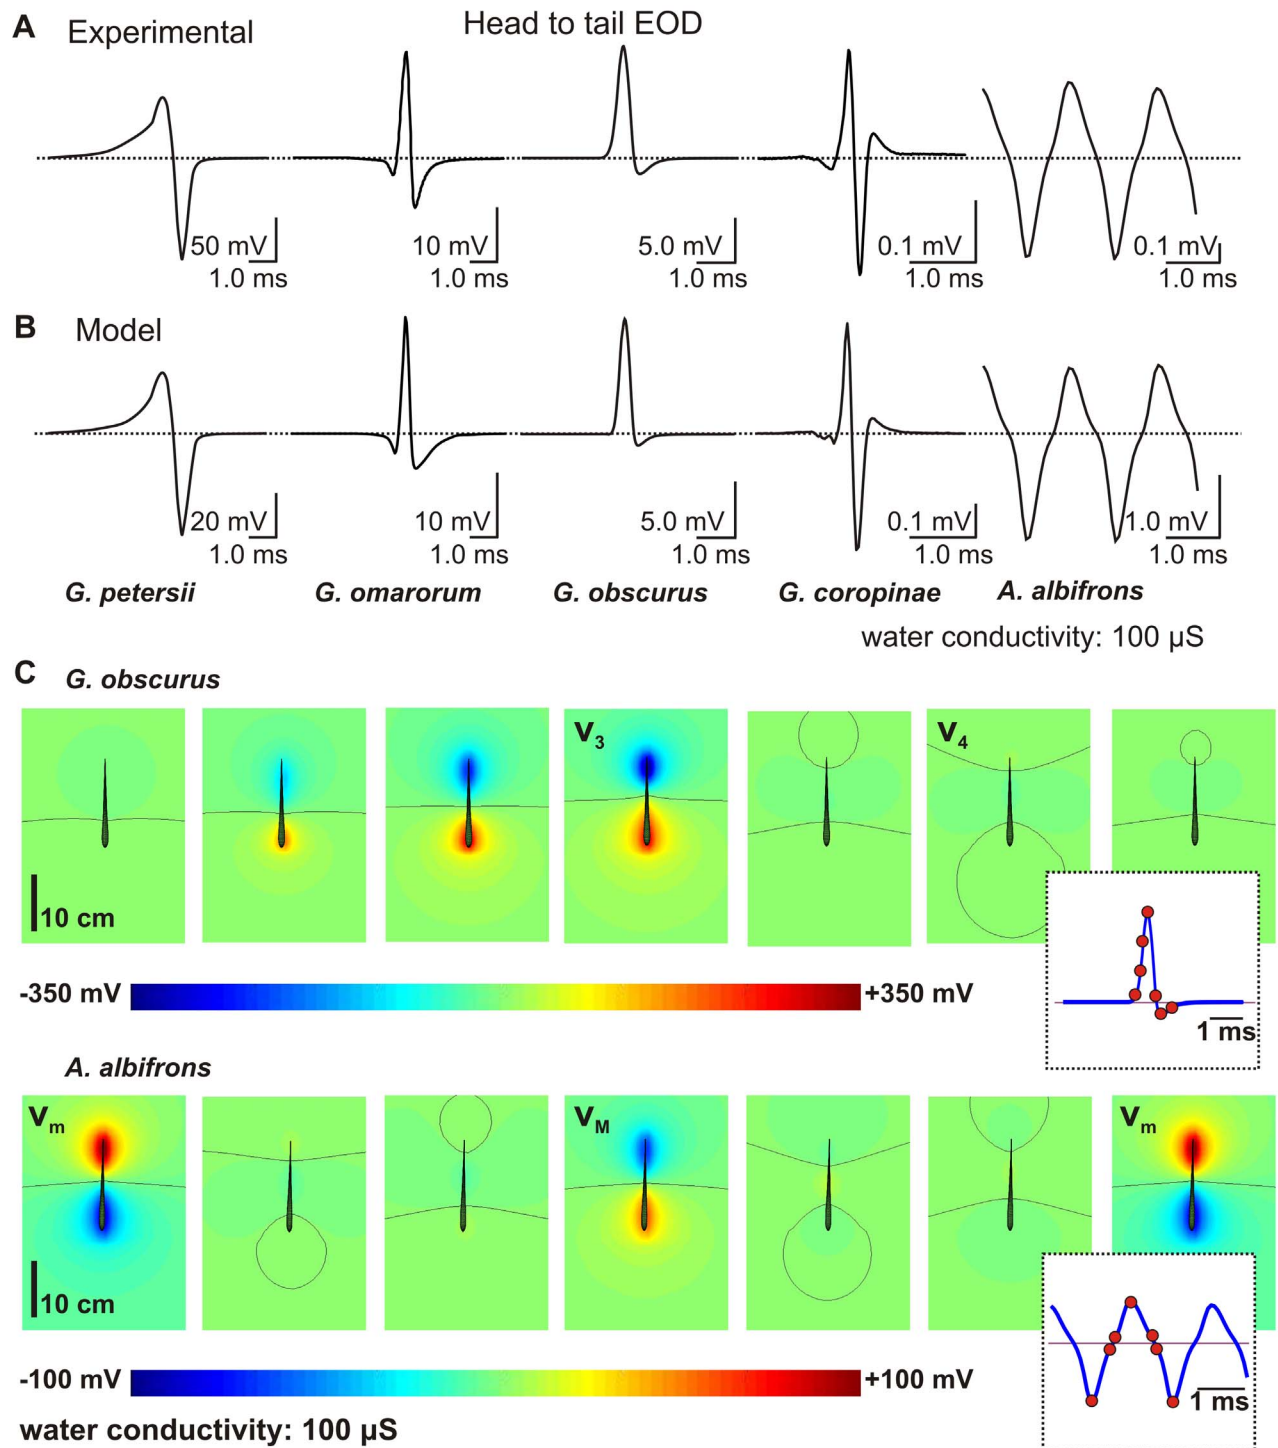 A Experimental Head to tail EOD
50 mV 10 mV 5.0 mV 0.1 mV 0.1 mV
1.0 ms 1.0 ms 1.0 ms 1.0 ms 1.0 ms
B Model
20 mV 10 mV 5.0 mV 0.1 mV 1.0 mV
1.0 ms 1.0 ms 1.0 ms 1.0 ms 1.0 ms
G. petersii G. omarorum G. obscurus G. coropinae A. albifrons
water conductivity: 100 µS
C G. obscurus
V3 V4
10 cm
-350 mV +350 mV
1 ms
A. albifrons
Vm VM Vm
10 cm
-100 mV +100 mV
1 ms
water conductivity: 100 µS